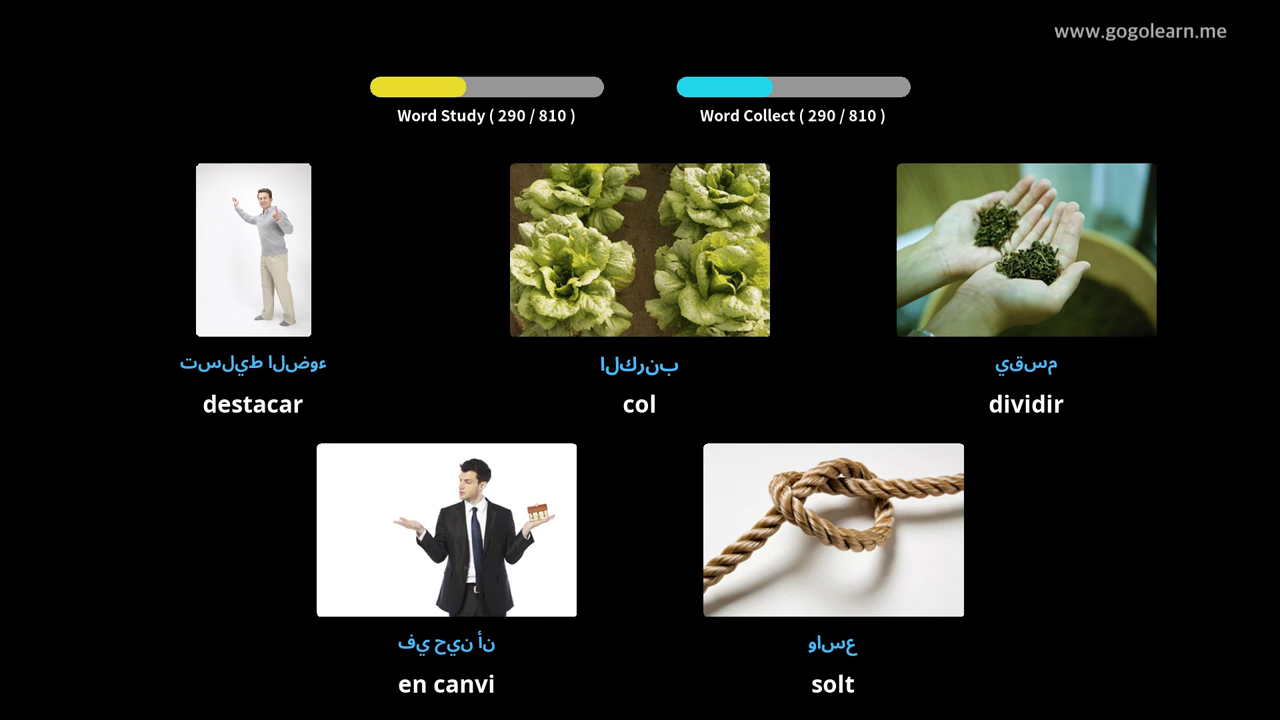 www.gogolearn.me
Word Study ( 290 / 810 )
Word Collect ( 290 / 810 )
تسليط الضوء
الكرنب
يقسم
destacar
col
dividir
في حين أن
واسع
en canvi
solt